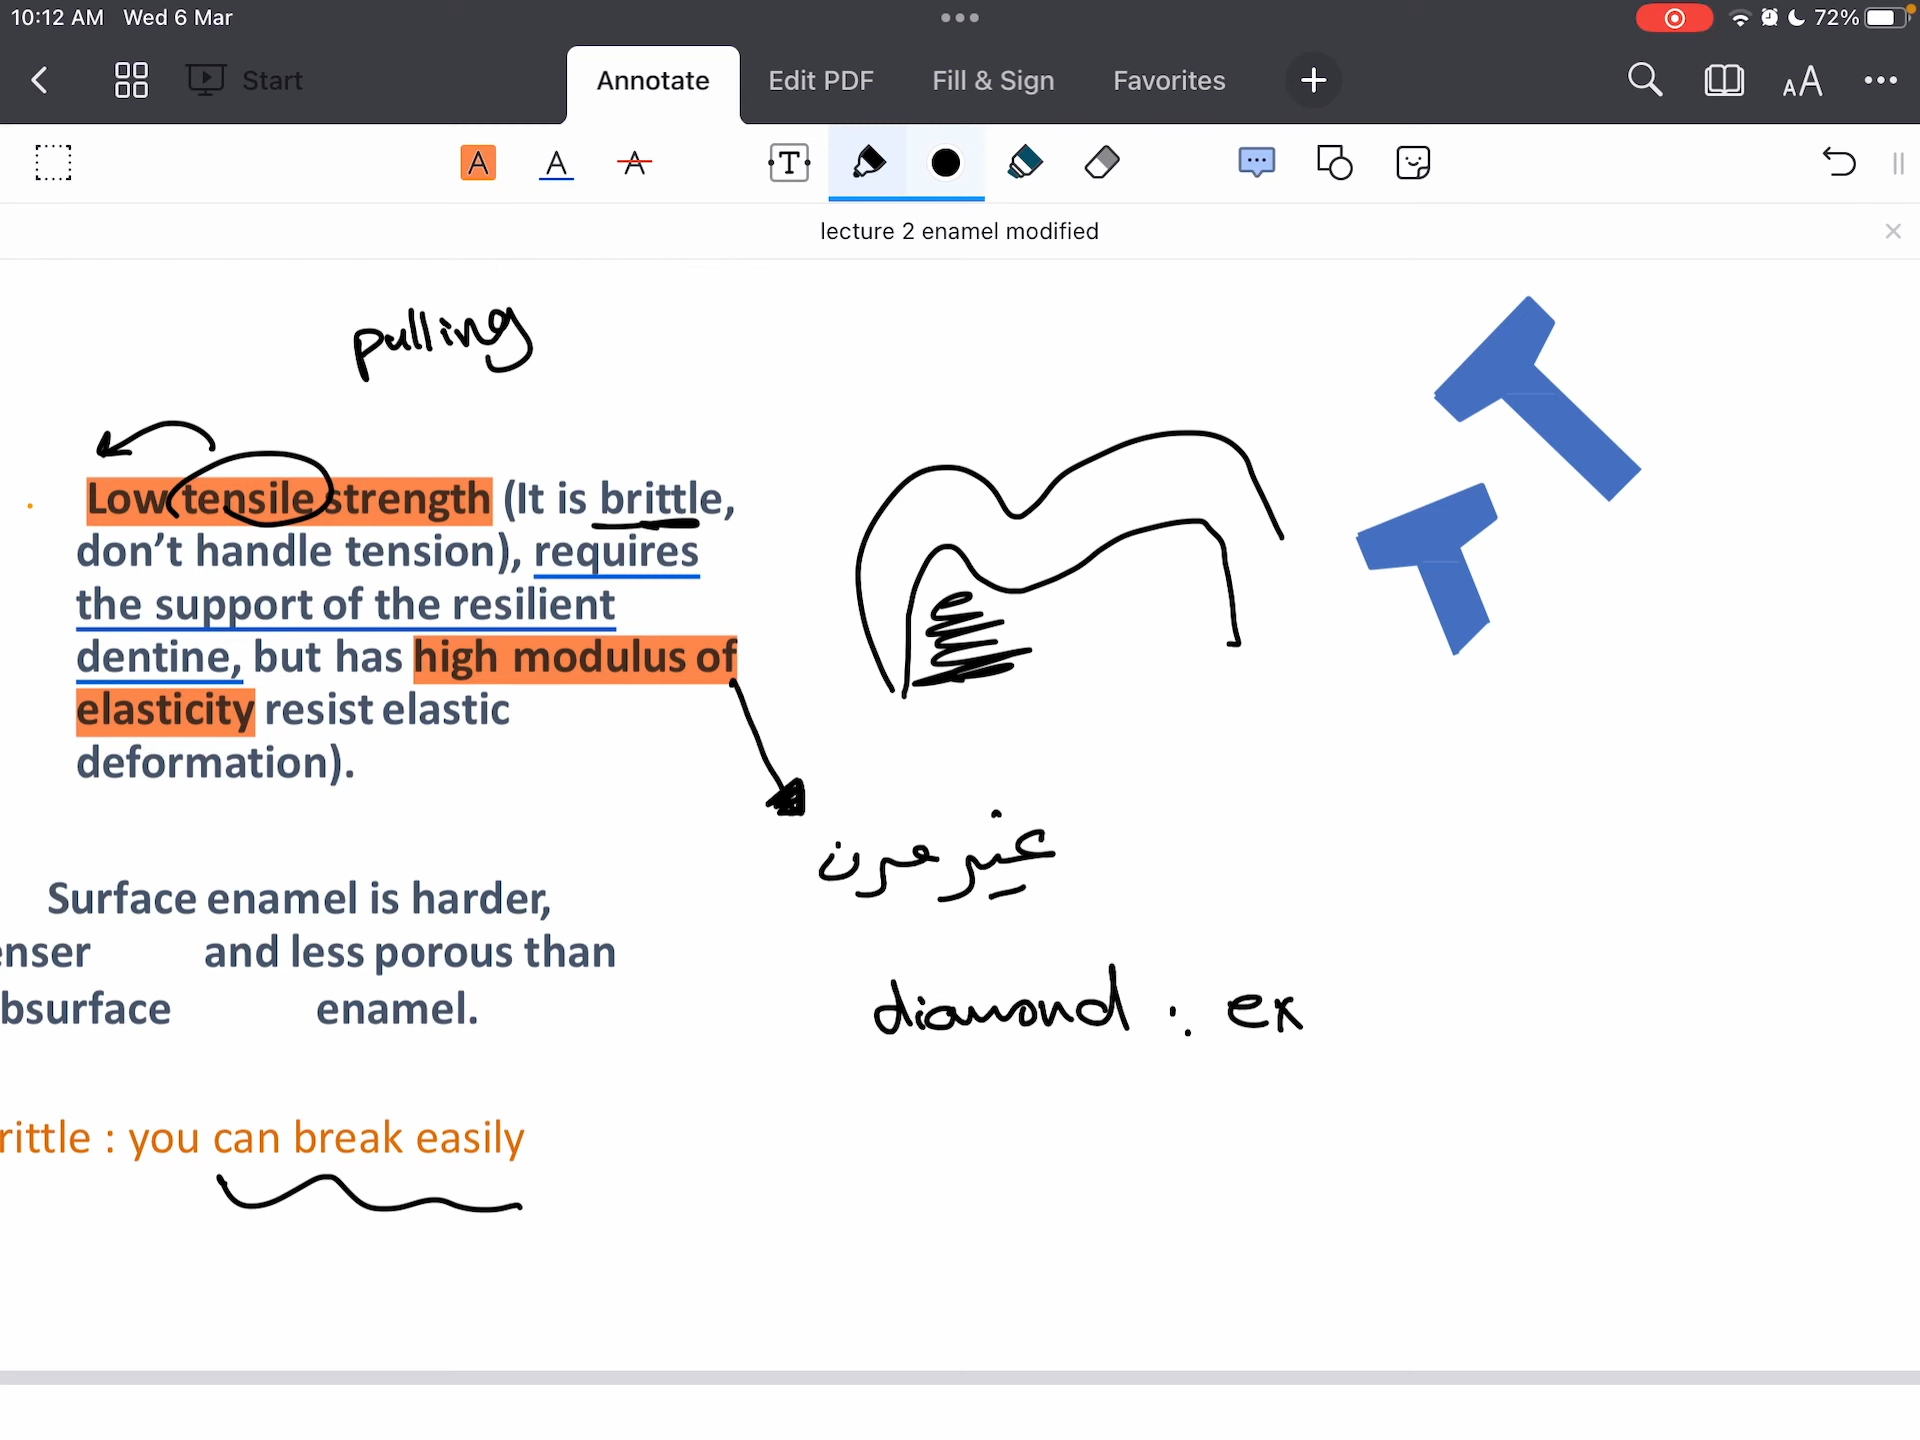 10:12 AM Wed 6 Mar
72%
Start
Annotate
Edit PDF
Fill & Sign
Favorites
AA
A A A T
lecture 2 enamel modified
pulling
Low tensile strength (It is brittle,
don't handle tension), requires
the support of the resilient
dentine, but has high modulus of
elasticity resist elastic
deformation).
غير مرن
Surface enamel is harder,
enser and less porous than
bsurface enamel.
diamond : ex
rittle : you can break easily